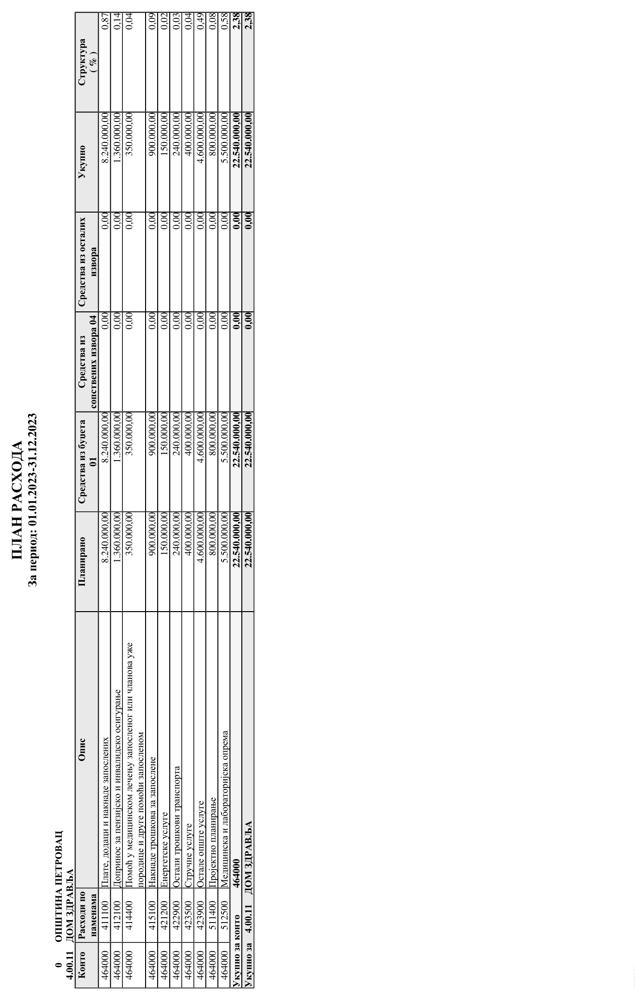 ПЛАН РАСХОДА
За период: 01.01.2023-31.12.2023
0 ОПШТИНА ПЕТРОВАЦ
4.00.11 ДОМ ЗДРАВЉА
Конто Расходи по наменама Опис Планирано Средства из буџета 01 Средства из сопствених извора 04 Средства из осталих извора Укупно Структура ( % )
464000 411100 Плате, додаци и накнаде запослених 8.240.000,00 8.240.000,00 0,00 0,00 8.240.000,00 0,87
464000 412100 Допринос за пензијско и инвалидско осигурање 1.360.000,00 1.360.000,00 0,00 0,00 1.360.000,00 0,14
464000 414400 Помоћ у медицинском лечењу запосленог или чланова уже 350.000,00 350.000,00 0,00 0,00 350.000,00 0,04
породице и друге помоћи запосленом
464000 415100 Накнаде трошкова за запослене 900.000,00 900.000,00 0,00 0,00 900.000,00 0,09
464000 421200 Енергетске услуге 150.000,00 150.000,00 0,00 0,00 150.000,00 0,02
464000 422900 Остали трошкови транспорта 240.000,00 240.000,00 0,00 0,00 240.000,00 0,03
464000 423500 Стручне услуге 400.000,00 400.000,00 0,00 0,00 400.000,00 0,04
464000 423900 Остале опште услуге 4.600.000,00 4.600.000,00 0,00 0,00 4.600.000,00 0,49
464000 511400 Пројектно планирање 800.000,00 800.000,00 0,00 0,00 800.000,00 0,08
464000 512500 Медицинска и лабораторијска опрема 5.500.000,00 5.500.000,00 0,00 0,00 5.500.000,00 0,58
Укупно за конто 464000 22.540.000,00 22.540.000,00 0,00 0,00 22.540.000,00 2,38
Укупно за 4.00.11 ДОМ ЗДРАВЉА 22.540.000,00 22.540.000,00 0,00 0,00 22.540.000,00 2,38